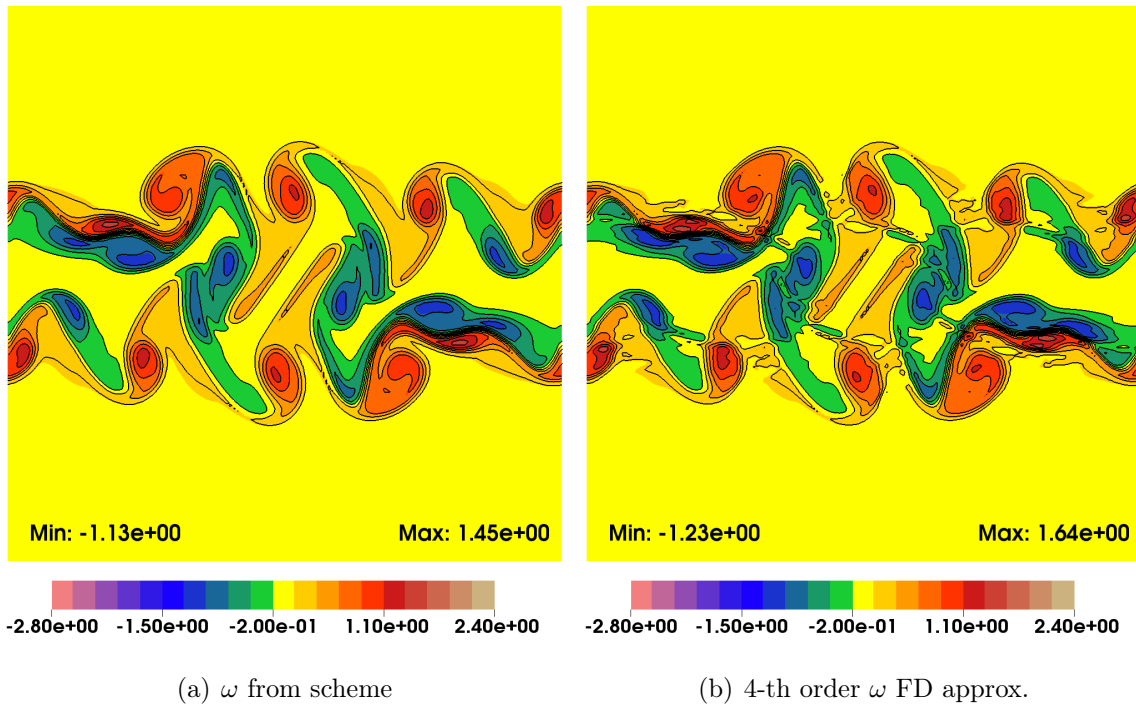 Min: -1.13e+00 Max: 1.45e+00
Min: -1.23e+00 Max: 1.64e+00
-2.80e+00 -1.50e+00 -2.00e-01 1.10e+00 2.40e+00
-2.80e+00 -1.50e+00 -2.00e-01 1.10e+00 2.40e+00
(a) ω from scheme
(b) 4-th order ω FD approx.